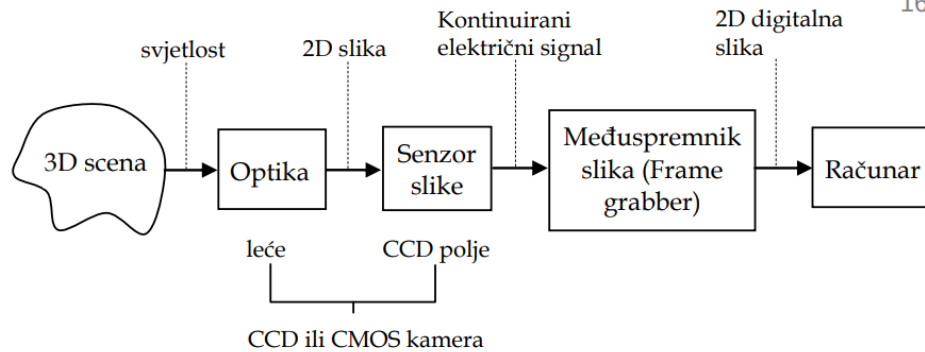 16
svjetlost
2D slika
Kontinuirani
električni signal
2D digitalna
slika
3D scena
Optika
Senzor
slike
Međuspremnik
slika (Frame
grabber)
Računar
leće
CCD polje
CCD ili CMOS kamera